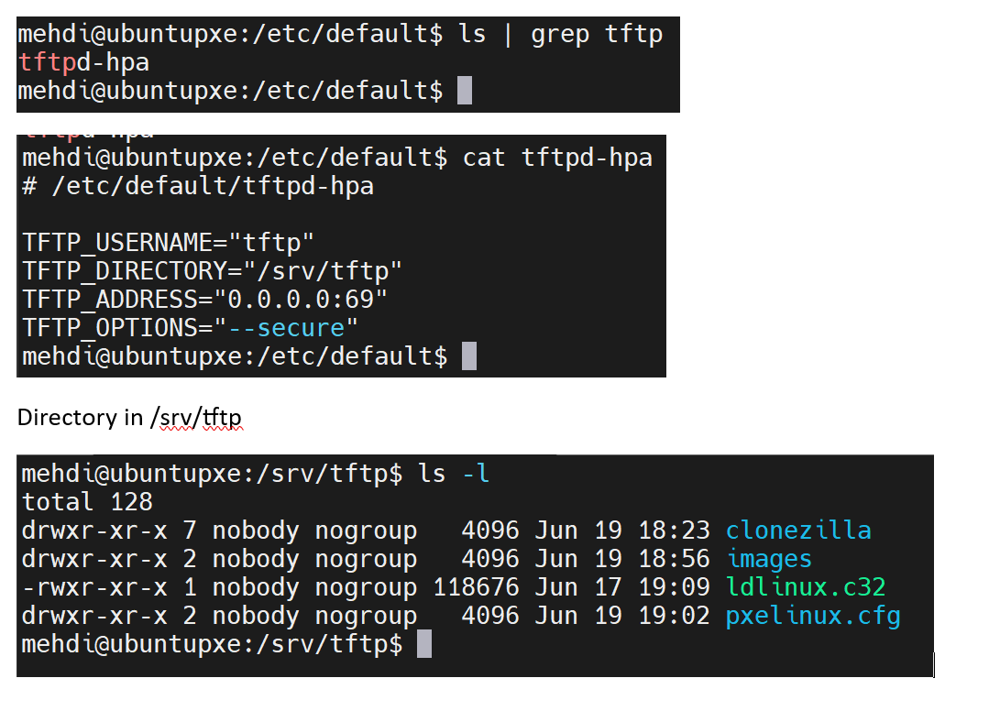 mehdi@ubuntupxe:/etc/default$ ls | grep tftp
tftpd-hpa
mehdi@ubuntupxe:/etc/default$
tftpd-hpa
mehdi@ubuntupxe:/etc/default$ cat tftpd-hpa
# /etc/default/tftpd-hpa
TFTP_USERNAME="tftp"
TFTP_DIRECTORY="/srv/tftp"
TFTP_ADDRESS="0.0.0.0:69"
TFTP_OPTIONS="--secure"
mehdi@ubuntupxe:/etc/default$
Directory in /srv/tftp
mehdi@ubuntupxe:/srv/tftp$ ls -l
total 128
drwxr-xr-x 7 nobody nogroup   4096 Jun 19 18:23 clonezilla
drwxr-xr-x 2 nobody nogroup   4096 Jun 19 18:56 images
-rwxr-xr-x 1 nobody nogroup 118676 Jun 17 19:09 ldlinux.c32
drwxr-xr-x 2 nobody nogroup   4096 Jun 19 19:02 pxelinux.cfg
mehdi@ubuntupxe:/srv/tftp$